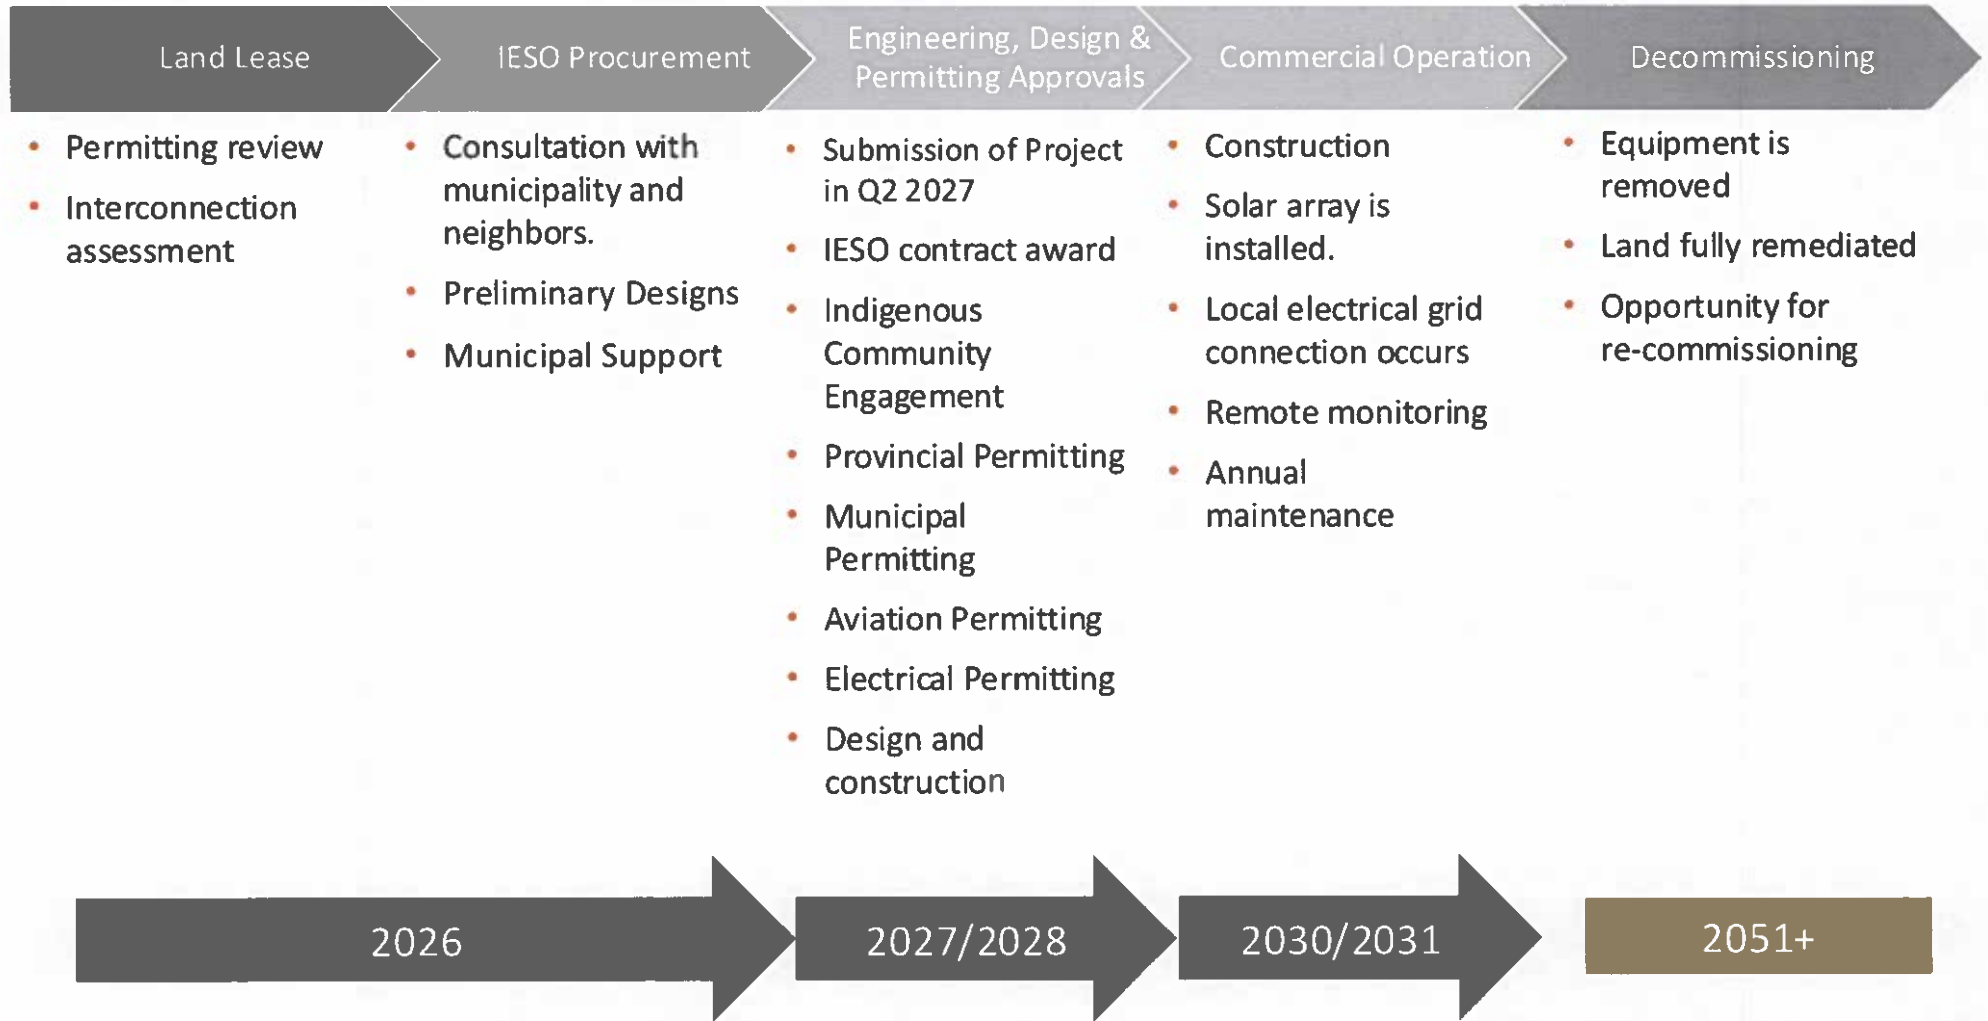 Land Lease
IESO Procurement
Engineering, Design &
Permitting Approvals
Commercial Operation
Decommissioning
• Permitting review
• Interconnection
assessment
• Consultation with
municipality and
neighbors.
• Preliminary Designs
• Municipal Support
• Submission of Project
in Q2 2027
• IESO contract award
• Indigenous
Community
Engagement
• Provincial Permitting
• Municipal
Permitting
• Aviation Permitting
• Electrical Permitting
• Design and
construction
• Construction
• Solar array is
installed.
• Local electrical grid
connection occurs
• Remote monitoring
• Annual
maintenance
• Equipment is
removed
• Land fully remediated
• Opportunity for
re-commissioning
2026
2027/2028
2030/2031
2051+